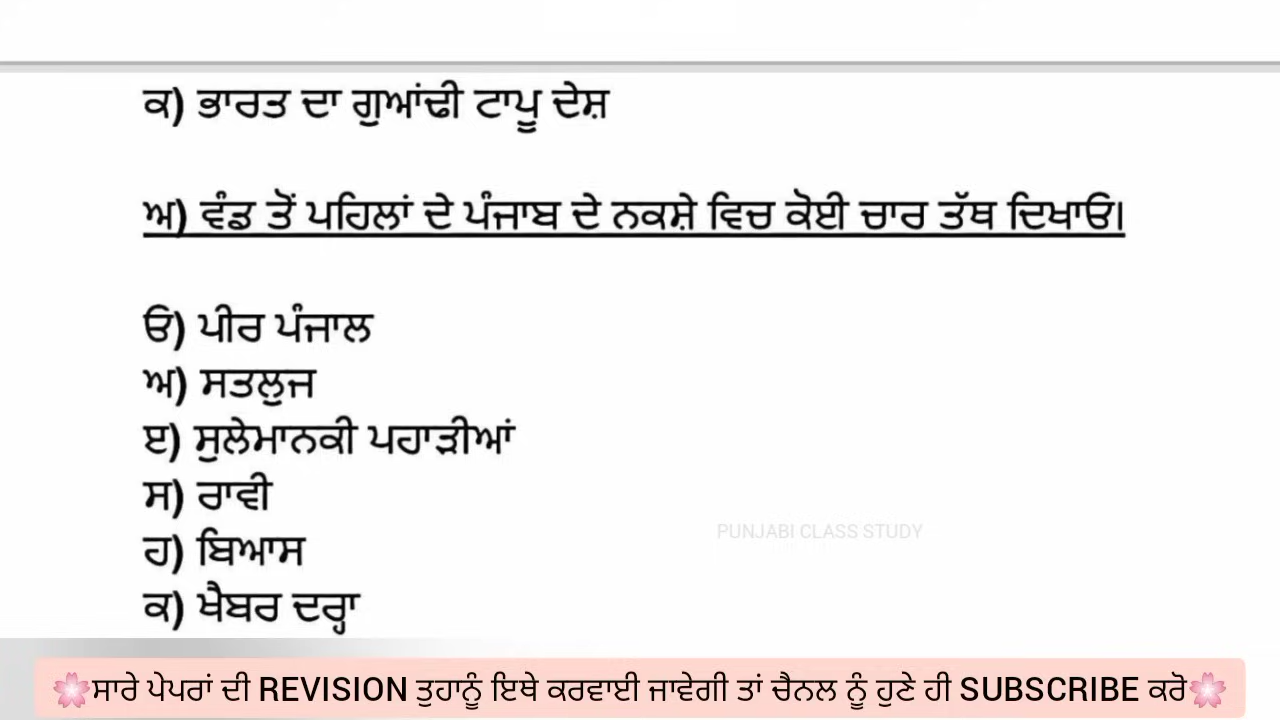 ਕ) ਭਾਰਤ ਦਾ ਗੁਆਂਢੀ ਟਾਪੂ ਦੇਸ਼
ਅ) ਵੰਡ ਤੋਂ ਪਹਿਲਾਂ ਦੇ ਪੰਜਾਬ ਦੇ ਨਕਸ਼ੇ ਵਿਚ ਕੋਈ ਚਾਰ ਤੱਥ ਦਿਖਾਓ।
ੳ) ਪੀਰ ਪੰਜਾਲ
ਅ) ਸਤਲੁਜ
ੲ) ਸੁਲੇਮਾਨਕੀ ਪਹਾੜੀਆਂ
ਸ) ਰਾਵੀ
PUNJABI CLASS STUDY
ਹ) ਬਿਆਸ
ਕ) ਖੈਬਰ ਦਰ੍ਹਾ
🌸ਸਾਰੇ ਪੇਪਰਾਂ ਦੀ REVISION ਤੁਹਾਨੂੰ ਇਥੇ ਕਰਵਾਈ ਜਾਵੇਗੀ ਤਾਂ ਚੈਨਲ ਨੂੰ ਹੁਣੇ ਹੀ SUBSCRIBE ਕਰੋ🌸